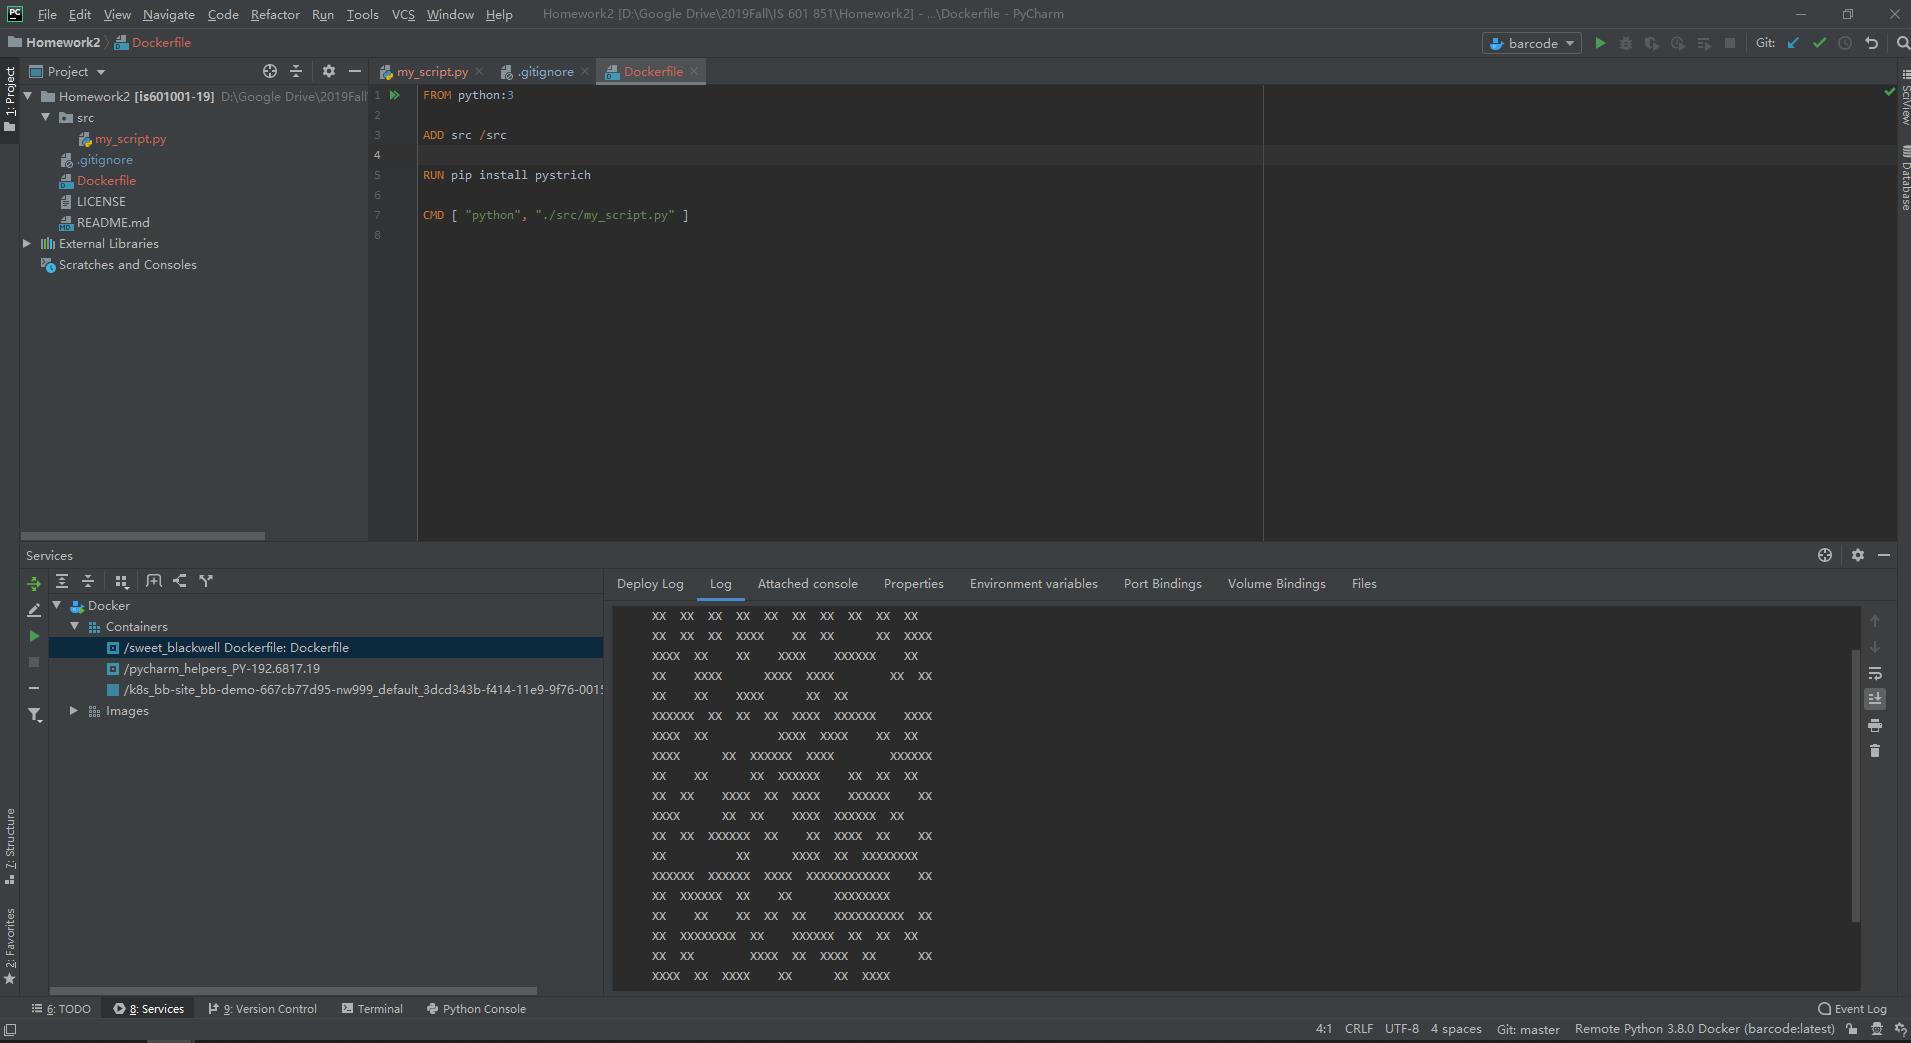 PC File Edit View Navigate Code Refactor Run Tools VCS Window Help Homework2 [D:\Google Drive\2019Fall\IS 601 851\Homework2] - ...\Dockerfile - PyCharm
Homework2 Dockerfile barcode Git:
Project my_script.py .gitignore Dockerfile
1: Project
Homework2 [is601001-19] D:\Google Drive\2019Fall
src
my_script.py
.gitignore
Dockerfile
LICENSE
README.md
External Libraries
Scratches and Consoles
1 FROM python:3
2
3 ADD src /src
4
5 RUN pip install pystrich
6
7 CMD [ "python", "./src/my_script.py" ]
8
SciView
Database
Services
Deploy Log Log Attached console Properties Environment variables Port Bindings Volume Bindings Files
Docker
Containers
/sweet_blackwell Dockerfile: Dockerfile
/pycharm_helpers_PY-192.6817.19
/k8s_bb-site_bb-demo-667cb77d95-nw999_default_3dcd343b-f414-11e9-9f76-0015
Images
XX  XX  XX  XX  XX  XX  XX  XX  XX  XX
XX  XX  XX  XXXX    XX  XX      XX  XXXX
XXXX  XX    XX    XXXX    XXXXXX    XX
XX    XXXX      XXXX  XXXX        XX  XX
XX    XX    XXXX      XX  XX
XXXXXX  XX  XX  XX  XXXX  XXXXXX    XXXX
XXXX  XX          XXXX  XXXX    XX  XX
XXXX      XX  XXXXXX  XXXX        XXXXXX
XX    XX      XX  XXXXXX    XX  XX  XX
XX  XX    XXXX  XX  XXXX    XXXXXX    XX
XXXX      XX  XX    XXXX  XXXXXX  XX
XX  XX  XXXXXX  XX    XX  XXXX  XX    XX
XX          XX      XXXX  XX  XXXXXXXX
XXXXXX  XXXXXX  XXXX  XXXXXXXXXXXX    XX
XX  XXXXXX  XX    XX      XXXXXXXX
XX    XX    XX  XX  XX    XXXXXXXXXX  XX
XX  XXXXXXXX  XX    XXXXXX  XX  XX  XX
XX  XX        XXXX  XX  XXXX  XX      XX
XXXX  XX  XXXX    XX      XX  XXXX
7: Structure
2: Favorites
6: TODO 8: Services 9: Version Control Terminal Python Console Event Log
4:1 CRLF UTF-8 4 spaces Git: master Remote Python 3.8.0 Docker (barcode:latest)